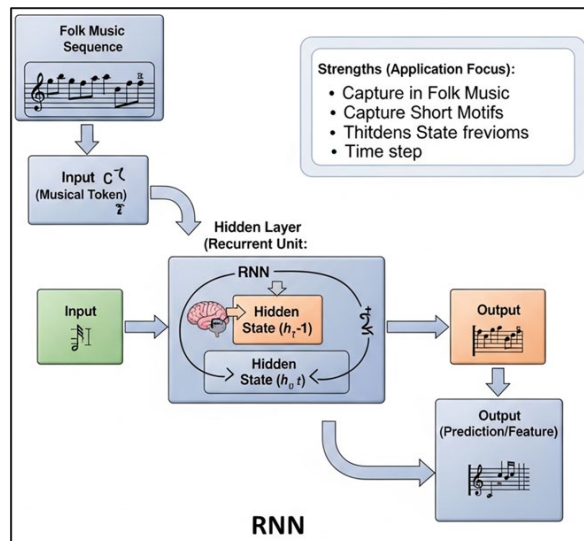 Folk Music
Sequence
Strengths (Application Focus):
• Capture in Folk Music
• Capture Short Motifs
• Thitdens State frevioms
• Time step
Input
(Musical Token)
Hidden Layer
(Recurrent Unit:
RNN
Hidden
State (h
Hidden
State (h
Input
Output
Output
(Prediction/Feature)
RNN